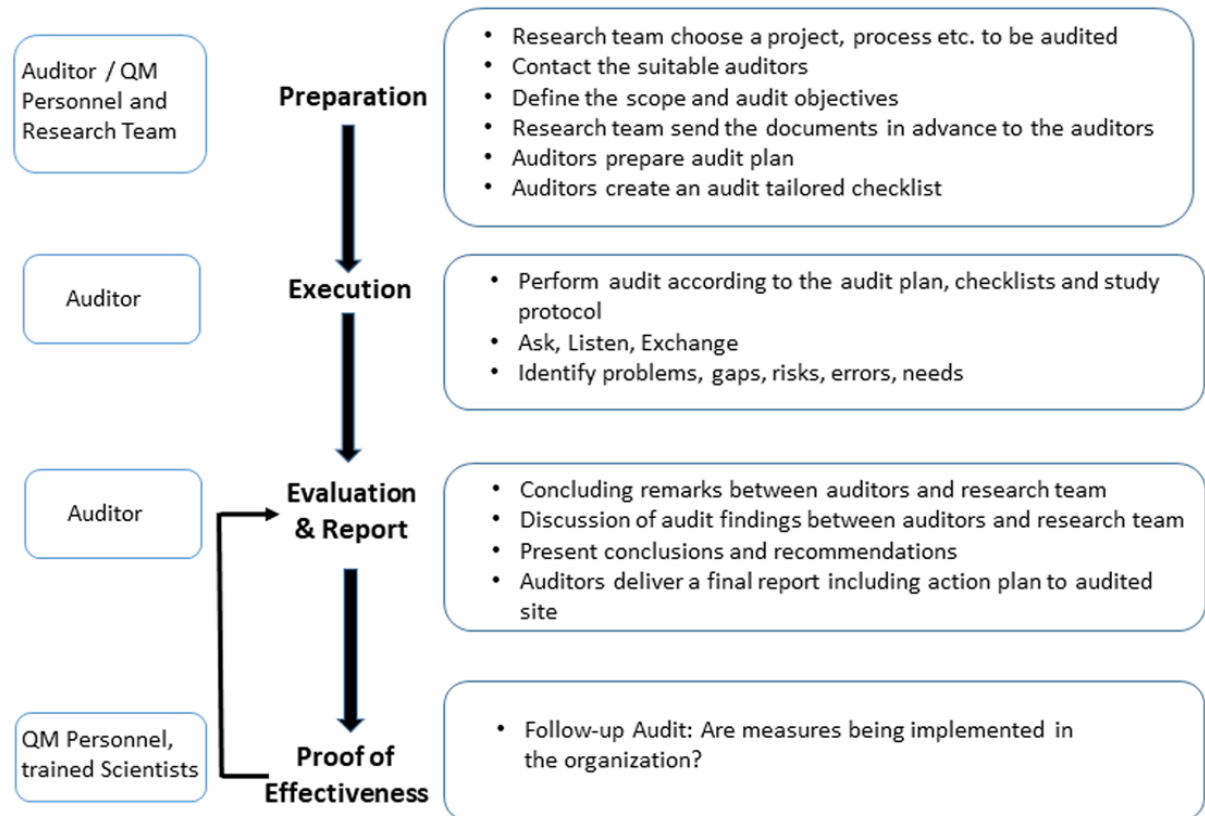 Auditor / QM
Personnel and
Research Team
Preparation
• Research team choose a project, process etc. to be audited
• Contact the suitable auditors
• Define the scope and audit objectives
• Research team send the documents in advance to the auditors
• Auditors prepare audit plan
• Auditors create an audit tailored checklist
Auditor
Execution
• Perform audit according to the audit plan, checklists and study
protocol
• Ask, Listen, Exchange
• Identify problems, gaps, risks, errors, needs
Auditor
Evaluation
& Report
• Concluding remarks between auditors and research team
• Discussion of audit findings between auditors and research team
• Present conclusions and recommendations
• Auditors deliver a final report including action plan to audited
site
QM Personnel,
trained Scientists
Proof of
Effectiveness
• Follow-up Audit: Are measures being implemented in
the organization?